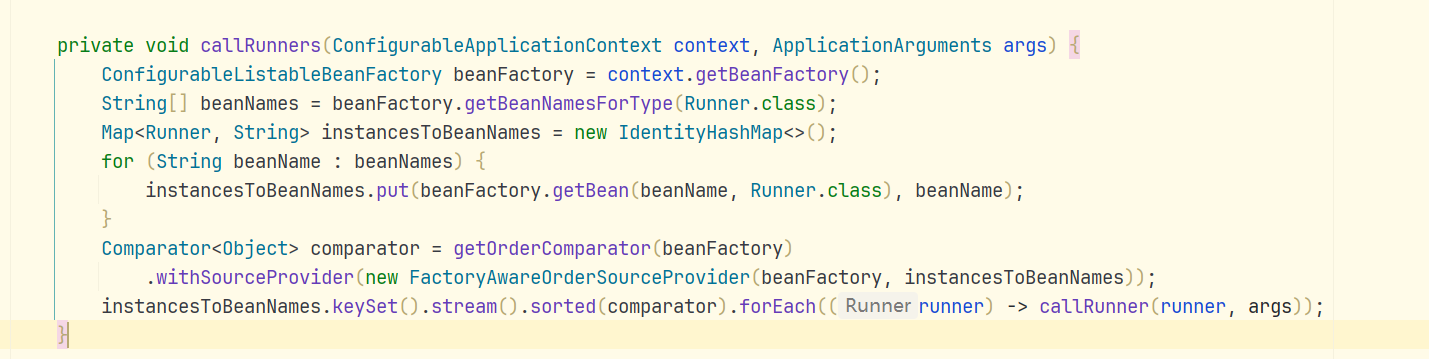 private void callRunners(ConfigurableApplicationContext context, ApplicationArguments args) {
ConfigurableListableBeanFactory beanFactory = context.getBeanFactory();
String[] beanNames = beanFactory.getBeanNamesForType(Runner.class);
Map<Runner, String> instancesToBeanNames = new IdentityHashMap<>();
for (String beanName : beanNames) {
instancesToBeanNames.put(beanFactory.getBean(beanName, Runner.class), beanName);
}
Comparator<Object> comparator = getOrderComparator(beanFactory)
.withSourceProvider(new FactoryAwareOrderSourceProvider(beanFactory, instancesToBeanNames));
instancesToBeanNames.keySet().stream().sorted(comparator).forEach((Runner runner) -> callRunner(runner, args));
}